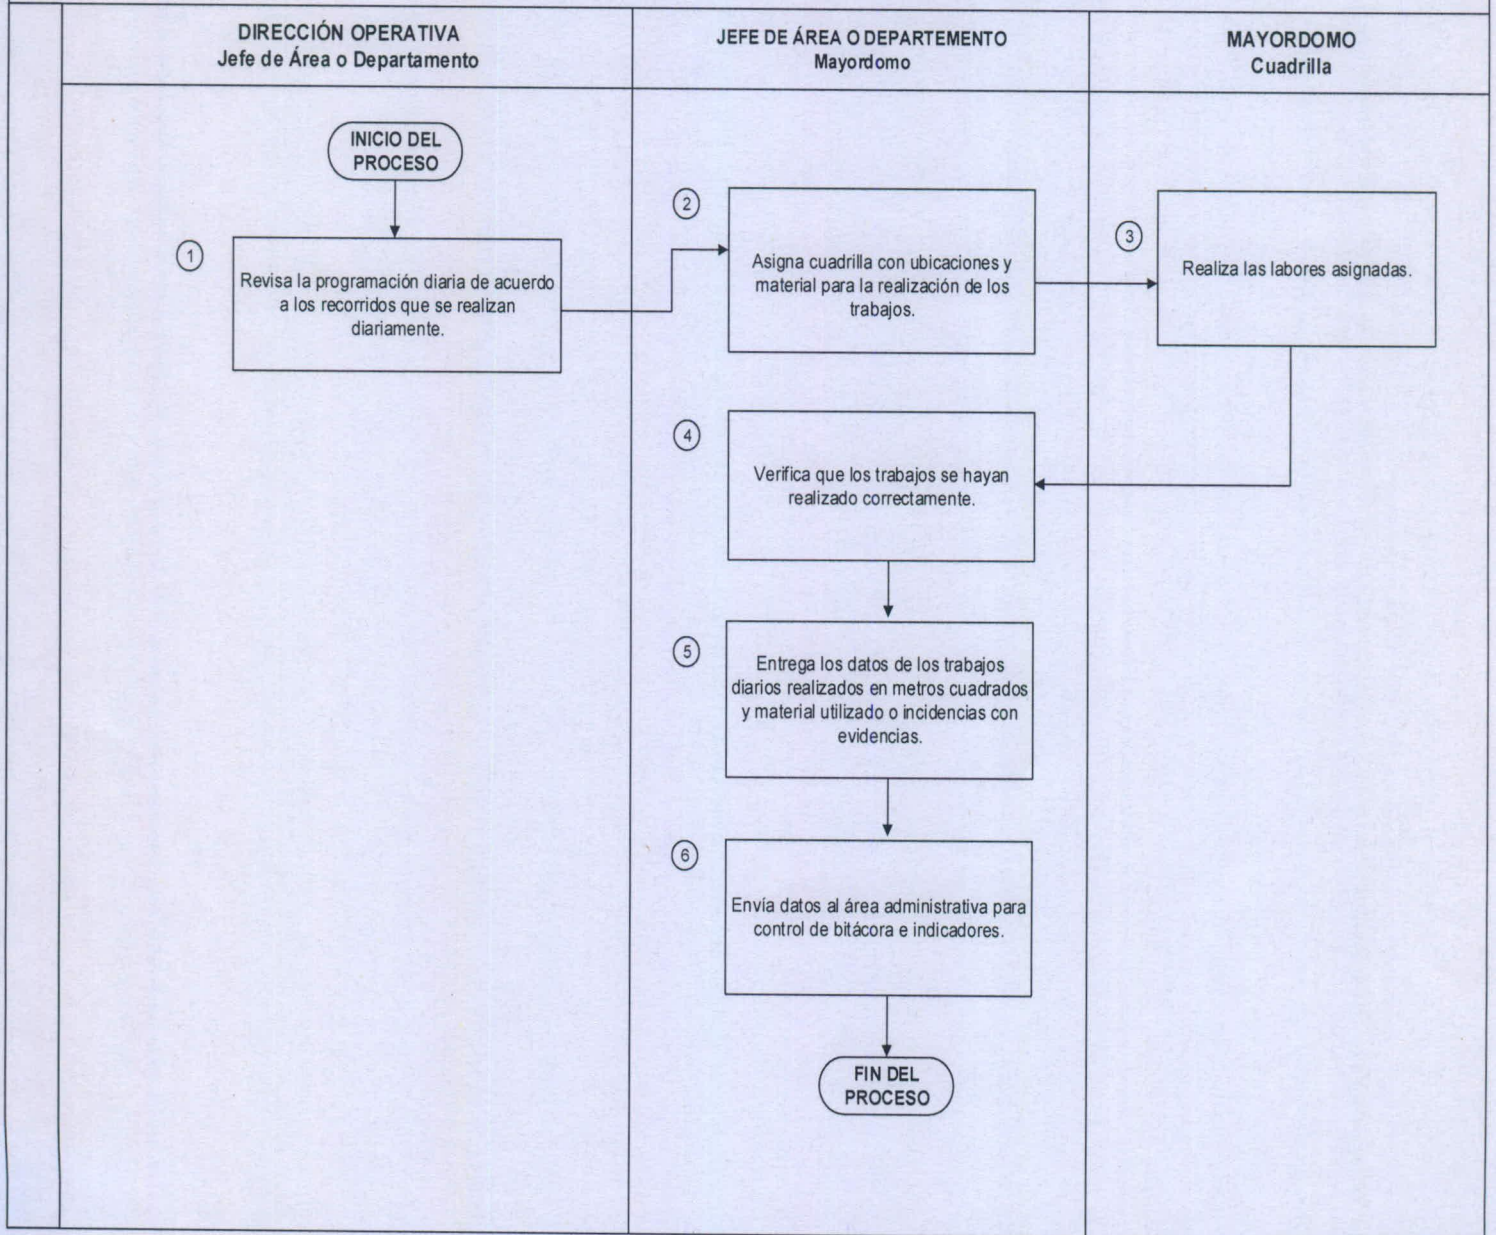 DIRECCIÓN OPERATIVA
Jefe de Área o Departamento
JEFE DE ÁREA O DEPARTEMENTO
Mayordomo
MAYORDOMO
Cuadrilla
INICIO DEL
PROCESO
1
Revisa la programación diaria de acuerdo
a los recorridos que se realizan
diariamente.
2
Asigna cuadrilla con ubicaciones y
material para la realización de los
trabajos.
3
Realiza las labores asignadas.
4
Verifica que los trabajos se hayan
realizado correctamente.
5
Entrega los datos de los trabajos
diarios realizados en metros cuadrados
y material utilizado o incidencias con
evidencias.
6
Envía datos al área administrativa para
control de bitácora e indicadores.
FIN DEL
PROCESO